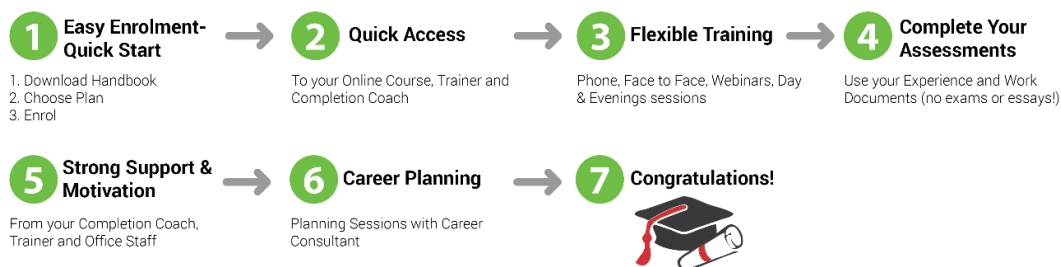 1 Easy Enrolment-
Quick Start
1. Download Handbook
2. Choose Plan
3. Enrol
2 Quick Access
To your Online Course, Trainer and
Completion Coach
3 Flexible Training
Phone, Face to Face, Webinars, Day
& Evenings sessions
4 Complete Your
Assessments
Use your Experience and Work
Documents (no exams or essays!)
5 Strong Support &
Motivation
From your Completion Coach,
Trainer and Office Staff
6 Career Planning
Planning Sessions with Career
Consultant
7 Congratulations!